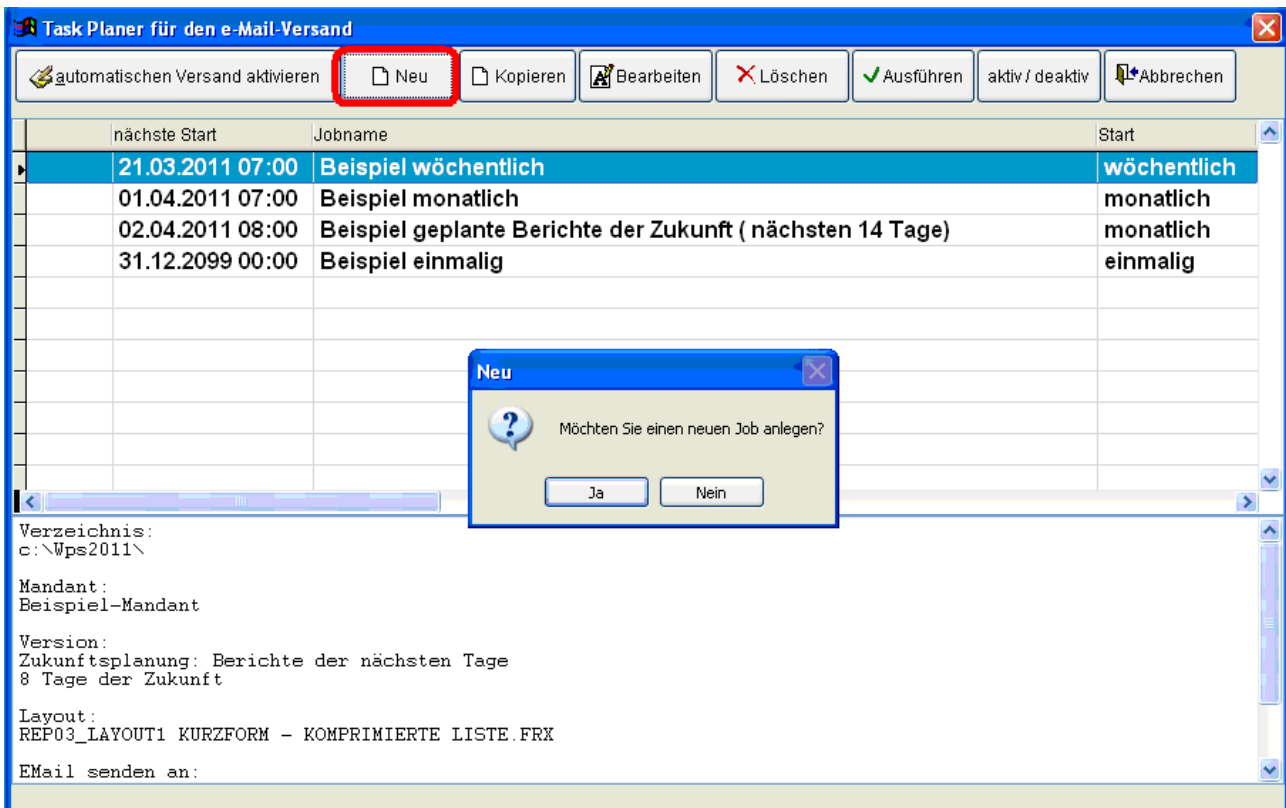 Task Planer für den e-Mail-Versand
automatischen Versand aktivieren Neu Kopieren Bearbeiten Löschen Ausführen aktiv / deaktiv Abbrechen
nächste Start Jobname Start
21.03.2011 07:00 Beispiel wöchentlich wöchentlich
01.04.2011 07:00 Beispiel monatlich monatlich
02.04.2011 08:00 Beispiel geplante Berichte der Zukunft ( nächsten 14 Tage) monatlich
31.12.2099 00:00 Beispiel einmalig einmalig
Neu
Möchten Sie einen neuen Job anlegen?
Ja Nein
Verzeichnis:
c:\Wps2011\
Mandant:
Beispiel-Mandant
Version:
Zukunftsplanung: Berichte der nächsten Tage
8 Tage der Zukunft
Layout:
REP03_LAYOUT1 KURZFORM - KOMPRIMIERTE LISTE.FRX
EMail senden an: